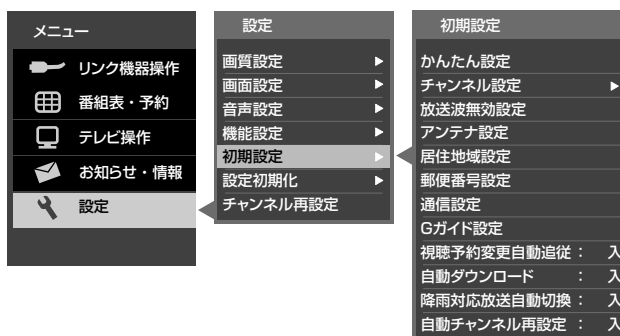 メニュー
リンク機器操作
番組表・予約
テレビ操作
お知らせ・情報
設定
設定
画質設定
画面設定
音声設定
機能設定
初期設定
設定初期化
チャンネル再設定
初期設定
かんたん設定
チャンネル設定
放送波無効設定
アンテナ設定
居住地域設定
郵便番号設定
通信設定
Gガイド設定
視聴予約変更自動追従： 入
自動ダウンロード ： 入
降雨対応放送自動切換： 入
自動チャンネル再設定 ： 入